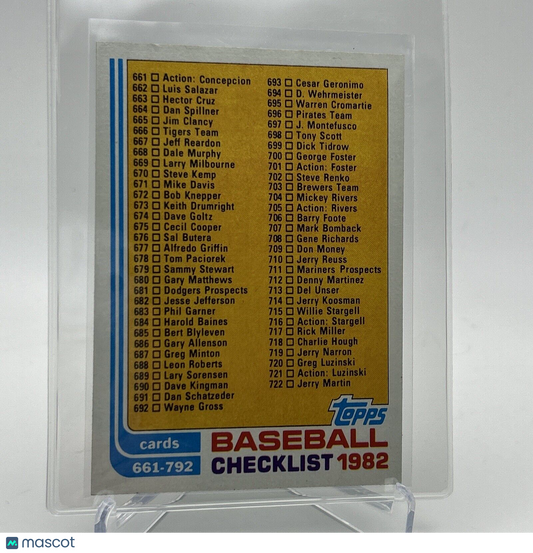 661 Action: Concepcion
662 Luis Salazar
663 Hector Cruz
664 Dan Spillner
665 Jim Clancy
666 Tigers Team
667 Jeff Reardon
668 Dale Murphy
669 Larry Milbourne
670 Steve Kemp
671 Mike Davis
672 Bob Knepper
673 Keith Drumright
674 Dave Goltz
675 Cecil Cooper
676 Sal Butera
677 Alfredo Griffin
678 Tom Paciorek
679 Sammy Stewart
680 Gary Matthews
681 Dodgers Prospects
682 Jesse Jefferson
683 Phil Garner
684 Harold Baines
685 Bert Blyleven
686 Gary Allenson
687 Greg Minton
688 Leon Roberts
689 Lary Sorensen
690 Dave Kingman
691 Dan Schatzeder
692 Wayne Gross
693 Cesar Geronimo
694 D. Wehrmeister
695 Warren Cromartie
696 Pirates Team
697 J. Montefusco
698 Tony Scott
699 Dick Tidrow
700 George Foster
701 Action: Foster
702 Steve Renko
703 Brewers Team
704 Mickey Rivers
705 Action: Rivers
706 Barry Foote
707 Mark Bomback
708 Gene Richards
709 Don Money
710 Jerry Reuss
711 Mariners Prospects
712 Denny Martinez
713 Del Unser
714 Jerry Koosman
715 Willie Stargell
716 Action: Stargell
717 Rick Miller
718 Charlie Hough
719 Jerry Narron
720 Greg Luzinski
721 Action: Luzinski
722 Jerry Martin
topps
cards
661-792
BASEBALL
CHECKLIST 1982
mascot